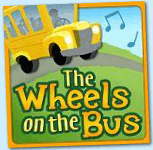 The
Wheels
on the
Bus